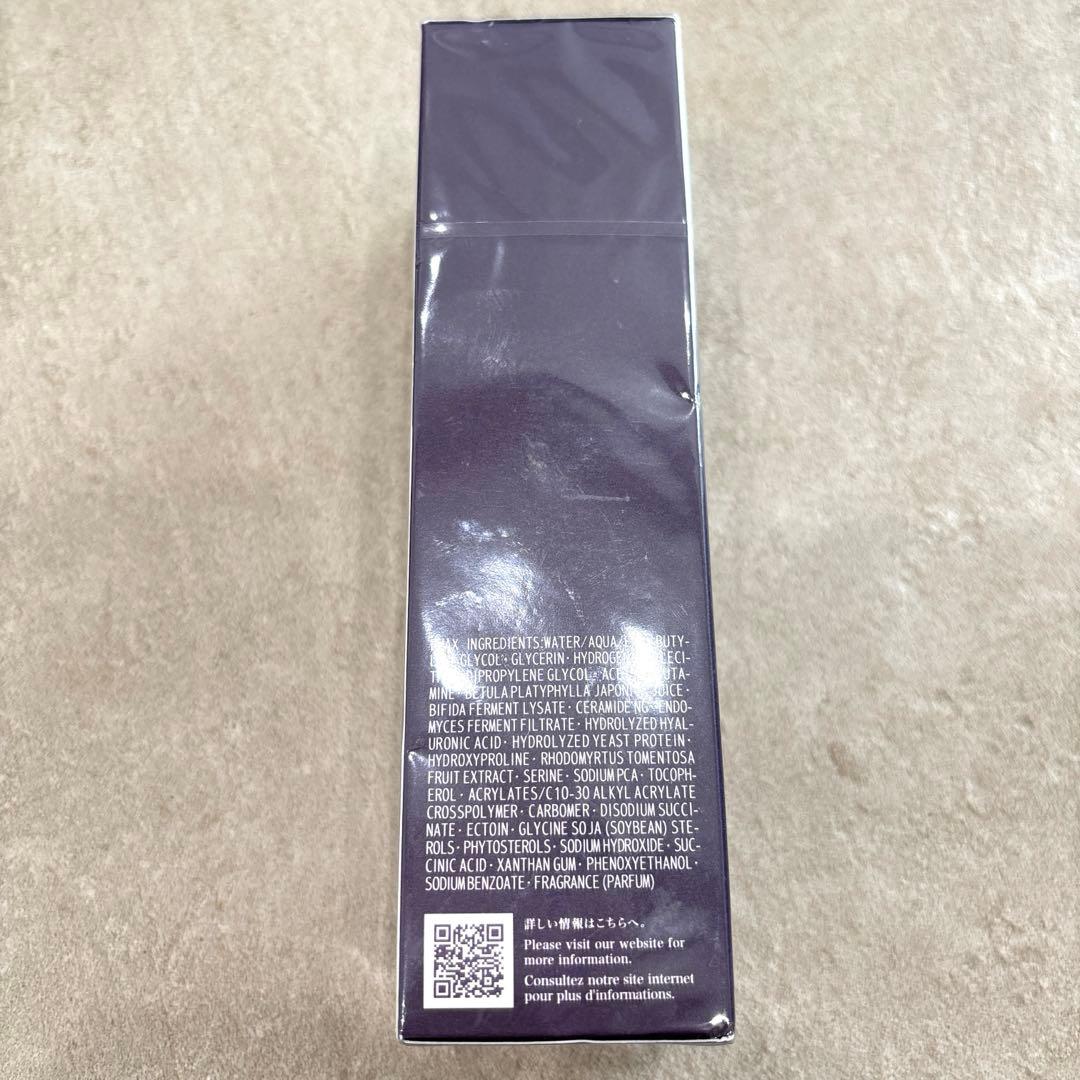 INGREDIENTS:WATER/AQUA/ BUTY-
GLYCOL· GLYCERIN· LECI-
DIPROPYLENE GLYCOL·
MINE· BETULA PLATYPHYLLA JAPONICA JUICE·
BIFIDA FERMENT LYSATE· CERAMIDE NG· ENDO-
MYCES FERMENT FILTRATE· HYDROLYZED HYAL-
URONIC ACID· HYDROLYZED YEAST PROTEIN·
HYDROXYPROLINE· RHODOMYRTUS TOMENTOSA
FRUIT EXTRACT· SERINE· SODIUM PCA· TOCOPH-
EROL· ACRYLATES/C10-30 ALKYL ACRYLATE
CROSSPOLYMER· CARBOMER· DISODIUM SUCCI-
NATE· ECTOIN· GLYCINE SOJA (SOYBEAN) STE-
ROLS· PHYTOSTEROLS· SODIUM HYDROXIDE· SUC-
CINIC ACID· XANTHAN GUM· PHENOXYETHANOL·
SODIUM BENZOATE· FRAGRANCE (PARFUM)
詳しい情報はこちらへ。
Please visit our website for
more information.
Consultez notre site internet
pour plus d'informations.